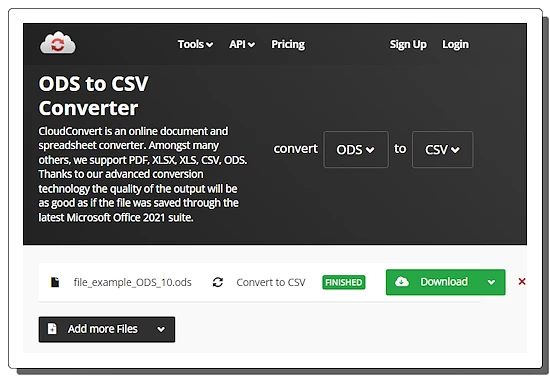 Tools API Pricing Sign Up Login
ODS to CSV
Converter
CloudConvert is an online document and
spreadsheet converter. Amongst many
others, we support PDF, XLSX, XLS, CSV, ODS.
Thanks to our advanced conversion
technology the quality of the output will be
as good as if the file was saved through the
latest Microsoft Office 2021 suite.
convert ODS to CSV
file_example_ODS_10.ods Convert to CSV FINISHED Download
Add more Files